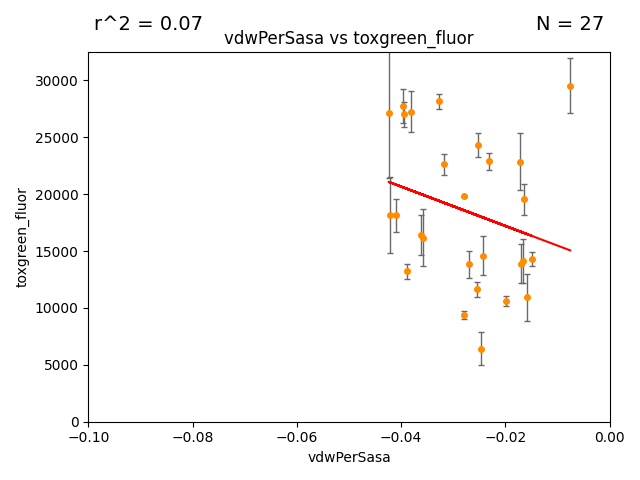 r^2 = 0.07
N = 27
vdwPerSasa vs toxgreen_fluor
toxgreen_fluor
30000
25000
20000
15000
10000
5000
0
−0.10
−0.08
−0.06
−0.04
−0.02
0.00
vdwPerSasa